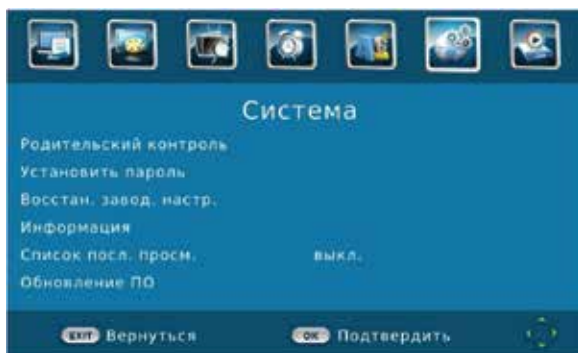 Система
Родительский контроль
Установить пароль
Восстан. завод. настр.
Информация
Список посл. просм. выкл.
Обновление ПО
EXIT Вернуться OK Подтвердить